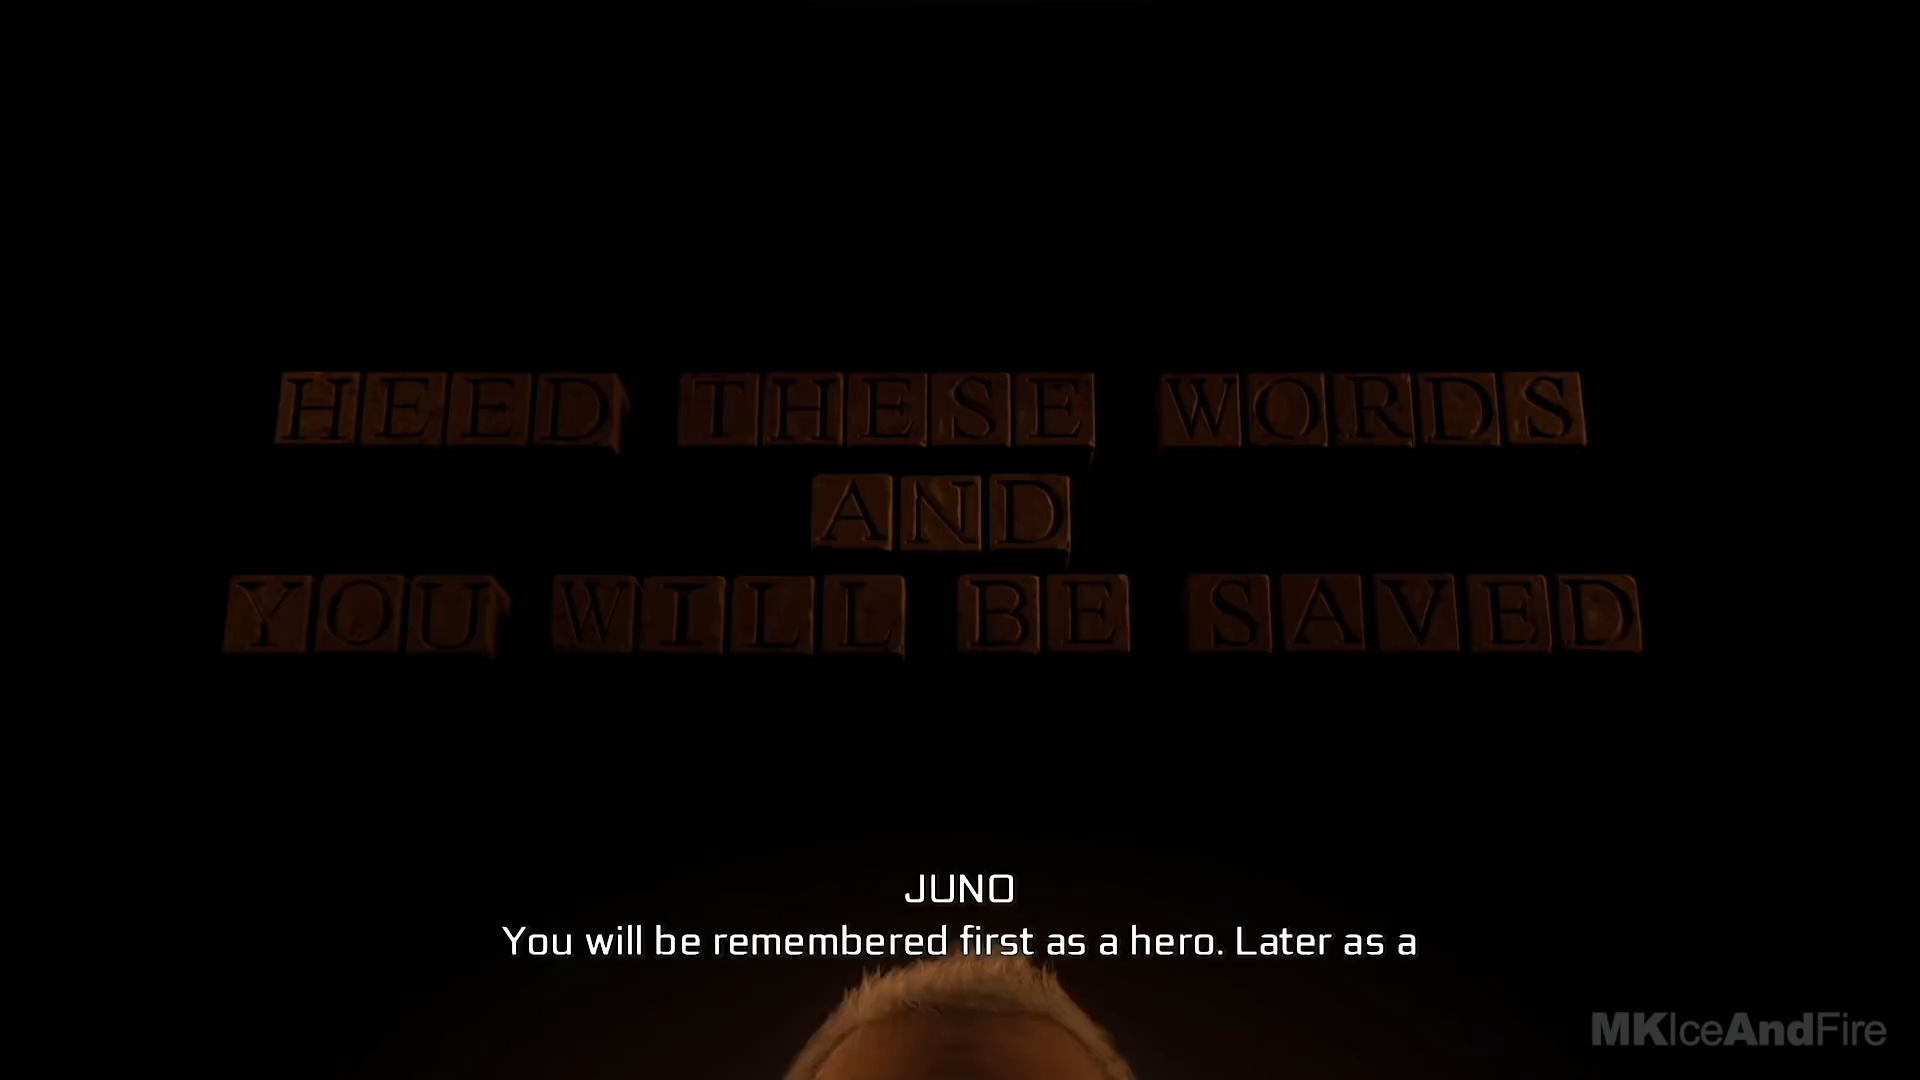 HEED THESE WORDS
AND
YOU WILL BE SAVED
JUNO
You will be remembered first as a hero. Later as a
MKIceAndFire